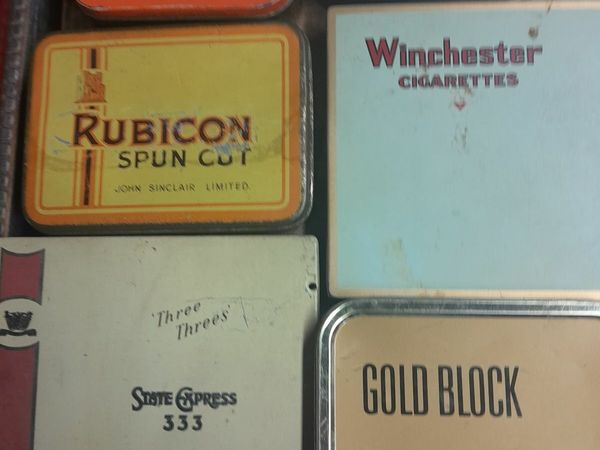 RUBICON
SPUN CUT
JOHN SINCLAIR LIMITED.
Winchester
CIGARETTES
'Three
Threes'
STATE EXPRESS
333
GOLD BLOCK